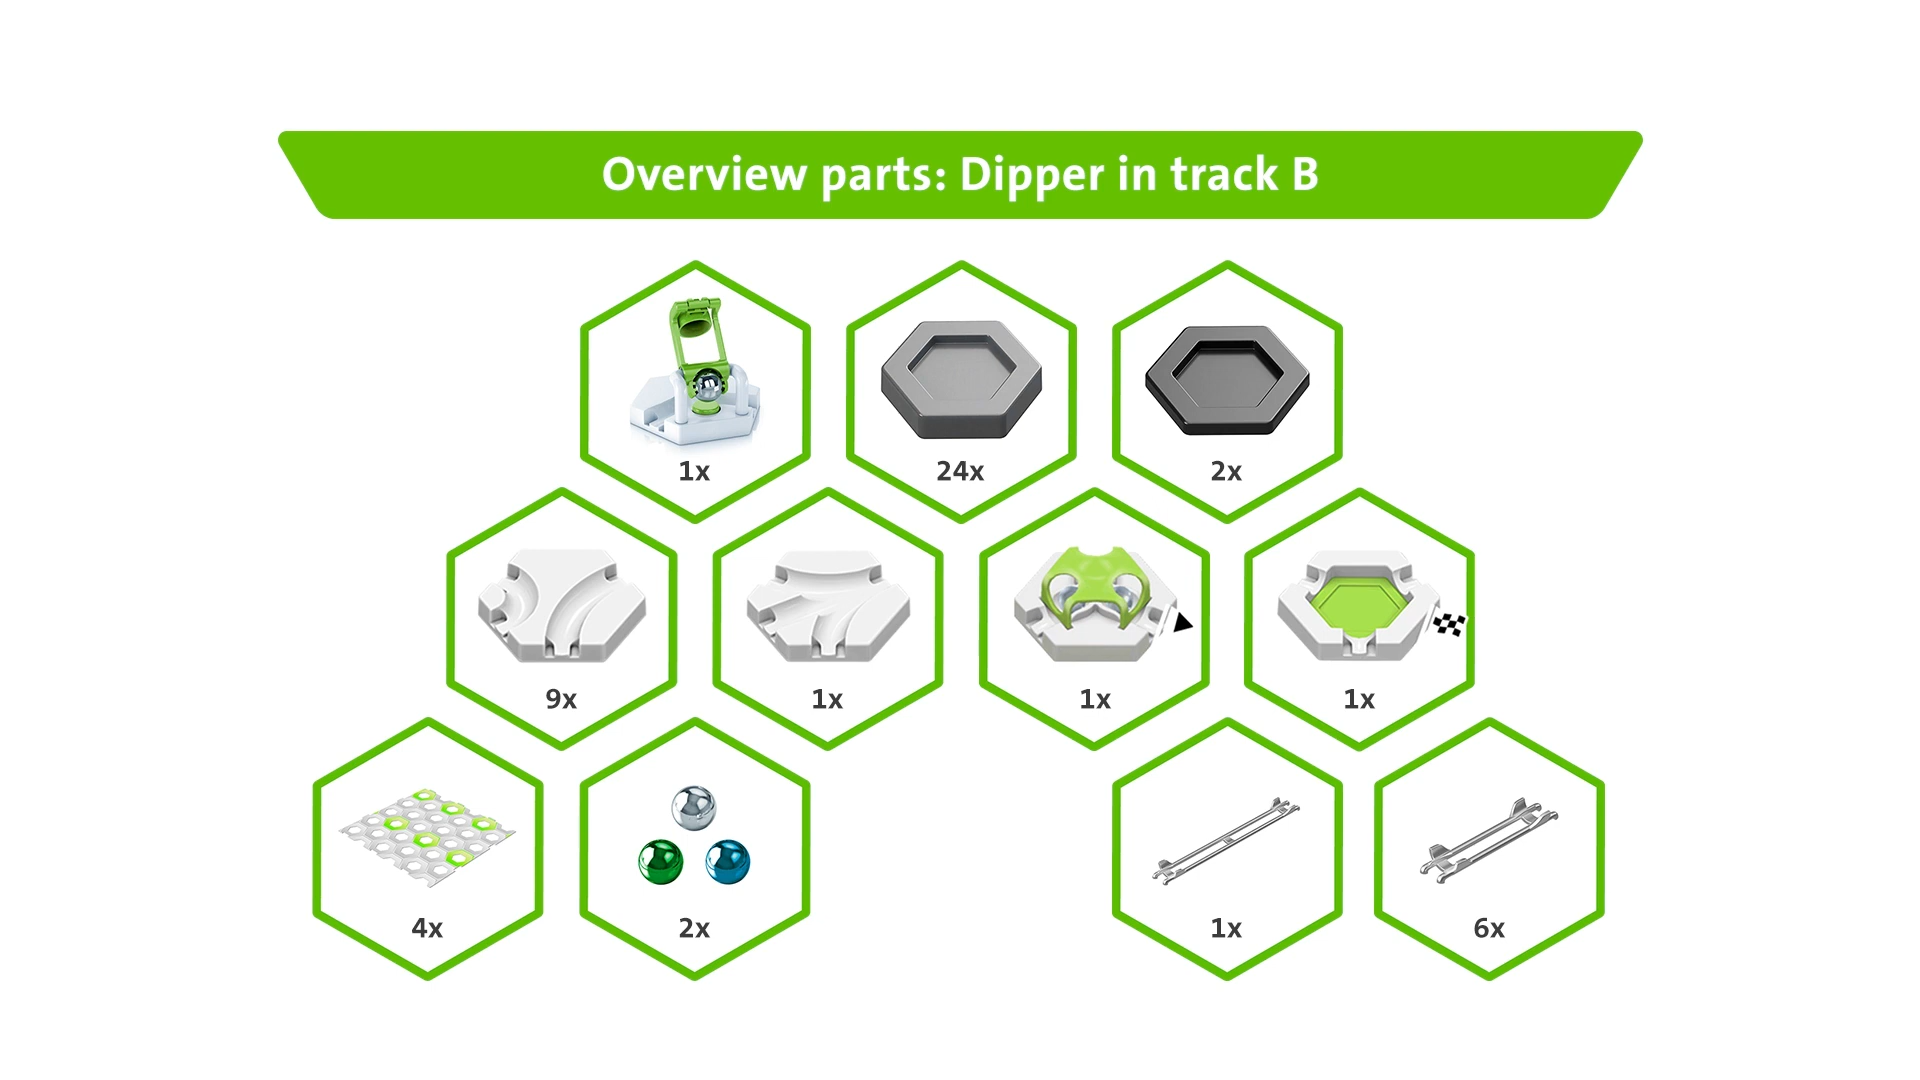 Overview parts: Dipper in track B
1x
24x
2x
9x
1x
1x
1x
4x
2x
1x
6x